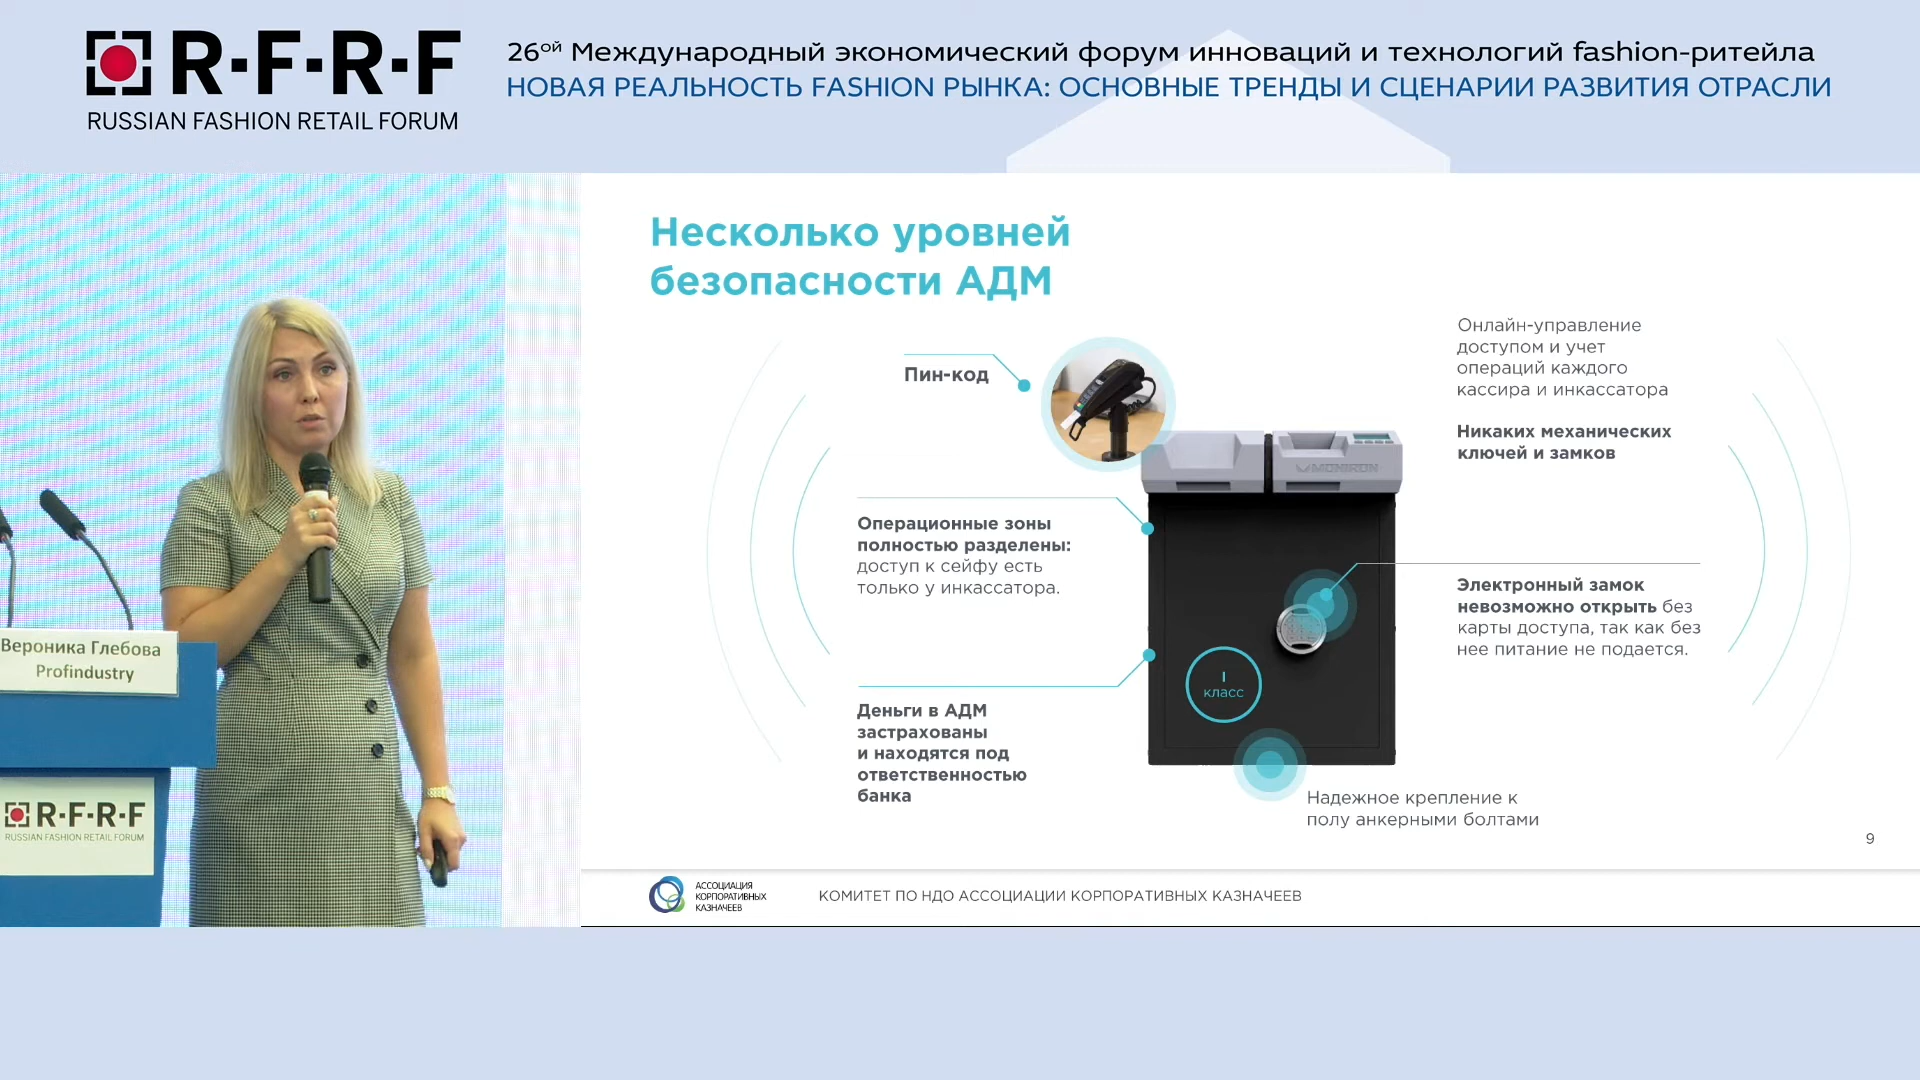 R·F·R·F
RUSSIAN FASHION RETAIL FORUM
26ой Международный экономический форум инноваций и технологий fashion-ритейла
НОВАЯ РЕАЛЬНОСТЬ FASHION РЫНКА: ОСНОВНЫЕ ТРЕНДЫ И СЦЕНАРИИ РАЗВИТИЯ ОТРАСЛИ
Несколько уровней
безопасности АДМ
Пин-код
Операционные зоны
полностью разделены:
доступ к сейфу есть
только у инкассатора.
Деньги в АДМ
застрахованы
и находятся под
ответственностью
банка
MONIRON
I
класс
Онлайн-управление
доступом и учет
операций каждого
кассира и инкассатора
Никаких механических
ключей и замков
Электронный замок
невозможно открыть без
карты доступа, так как без
нее питание не подается.
Надежное крепление к
полу анкерными болтами
9
АССОЦИАЦИЯ
КОРПОРАТИВНЫХ
КАЗНАЧЕЕВ
КОМИТЕТ ПО НДО АССОЦИАЦИИ КОРПОРАТИВНЫХ КАЗНАЧЕЕВ
Вероника Глебова
Profindustry
R·F·R·F
RUSSIAN FASHION RETAIL FORUM